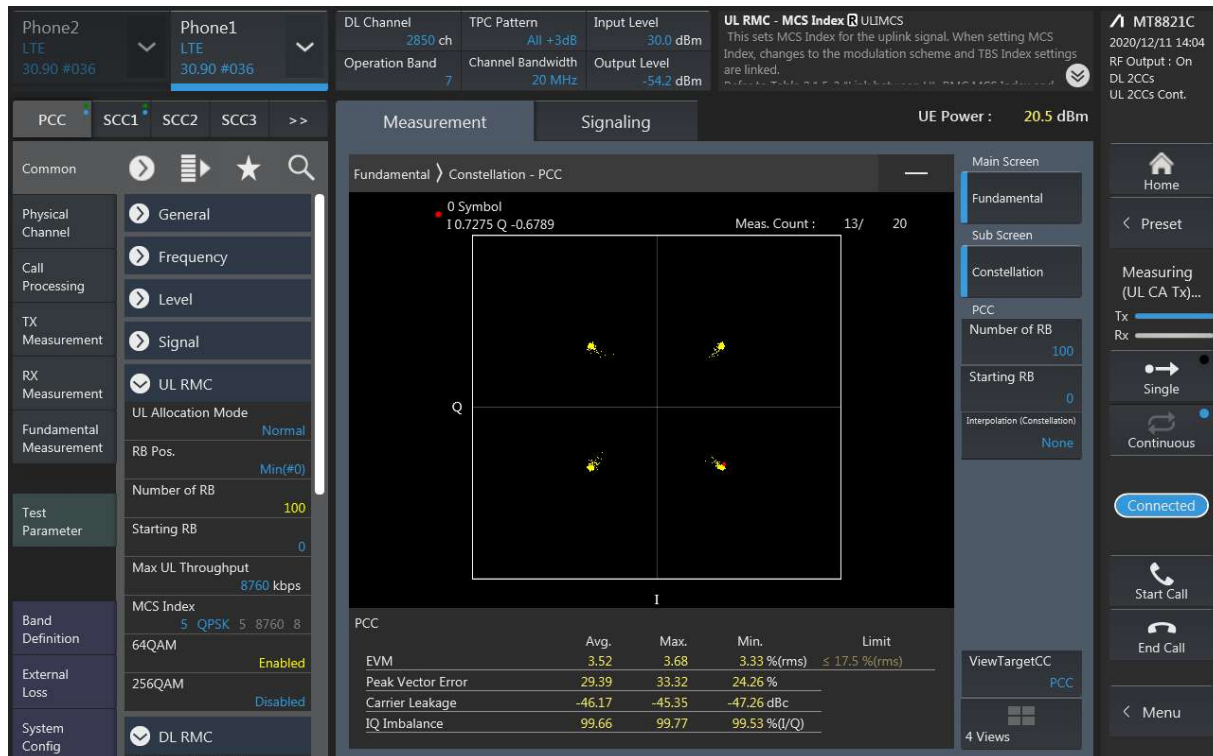 Phone2
LTE
30.90 #036
Phone1
LTE
30.90 #036
DL Channel
2850 ch
TPC Pattern
All +3dB
Input Level
30.0 dBm
Operation Band
7
Channel Bandwidth
20 MHz
Output Level
-54.2 dBm
UL RMC - MCS Index R ULIMCS
This sets MCS Index for the uplink signal. When setting MCS
Index, changes to the modulation scheme and TBS Index settings
are linked.
MT8821C
2020/12/11 14:04
RF Output : On
DL 2CCs
UL 2CCs Cont.
PCC
SCC1
SCC2
SCC3
>>
Measurement
Signaling
UE Power : 20.5 dBm
Common
Physical
Channel
Call
Processing
TX
Measurement
RX
Measurement
Fundamental
Measurement
Test
Parameter
Band
Definition
External
Loss
System
Config
General
Frequency
Level
Signal
UL RMC
UL Allocation Mode
Normal
RB Pos.
Min(#0)
Number of RB
100
Starting RB
0
Max UL Throughput
8760 kbps
MCS Index
5 QPSK 5 8760 8
64QAM
Enabled
256QAM
Disabled
DL RMC
Fundamental ❭ Constellation - PCC
0 Symbol
I 0.7275 Q -0.6789
Meas. Count : 13/ 20
Q
I
PCC
Avg. Max. Min. Limit
EVM 3.52 3.68 3.33 %(rms) ≤ 17.5 %(rms)
Peak Vector Error 29.39 33.32 24.26 %
Carrier Leakage -46.17 -45.35 -47.26 dBc
IQ Imbalance 99.66 99.77 99.53 %(I/Q)
Main Screen
Fundamental
Sub Screen
Constellation
PCC
Number of RB
100
Starting RB
0
Interpolation (Constellation)
None
ViewTargetCC
PCC
4 Views
Home
< Preset
Measuring
(UL CA Tx)...
Tx
Rx
Single
Continuous
Connected
Start Call
End Call
< Menu